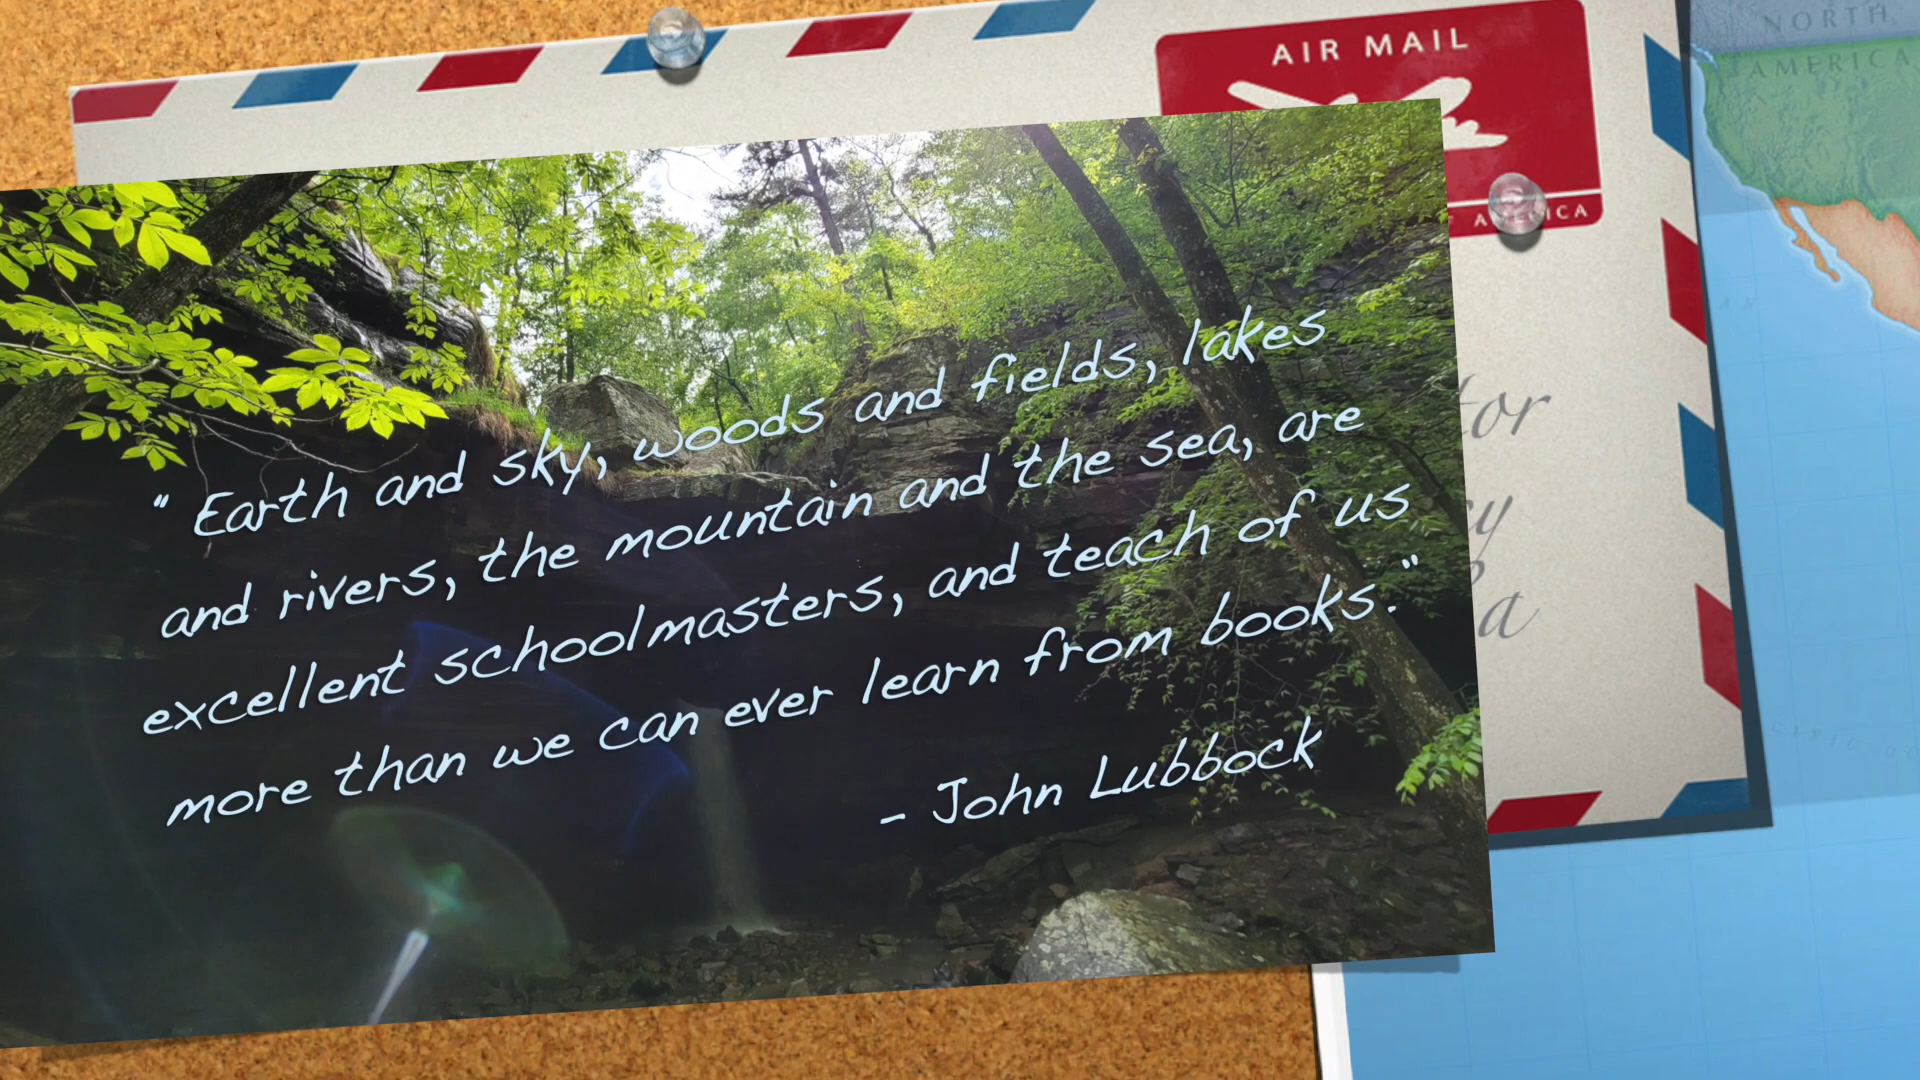 NORTH
AMERICA
AIR MAIL
AMERICA
" Earth and sky, woods and fields, lakes
and rivers, the mountain and the sea, are
excellent schoolmasters, and teach of us
more than we can ever learn from books."
- John Lubbock